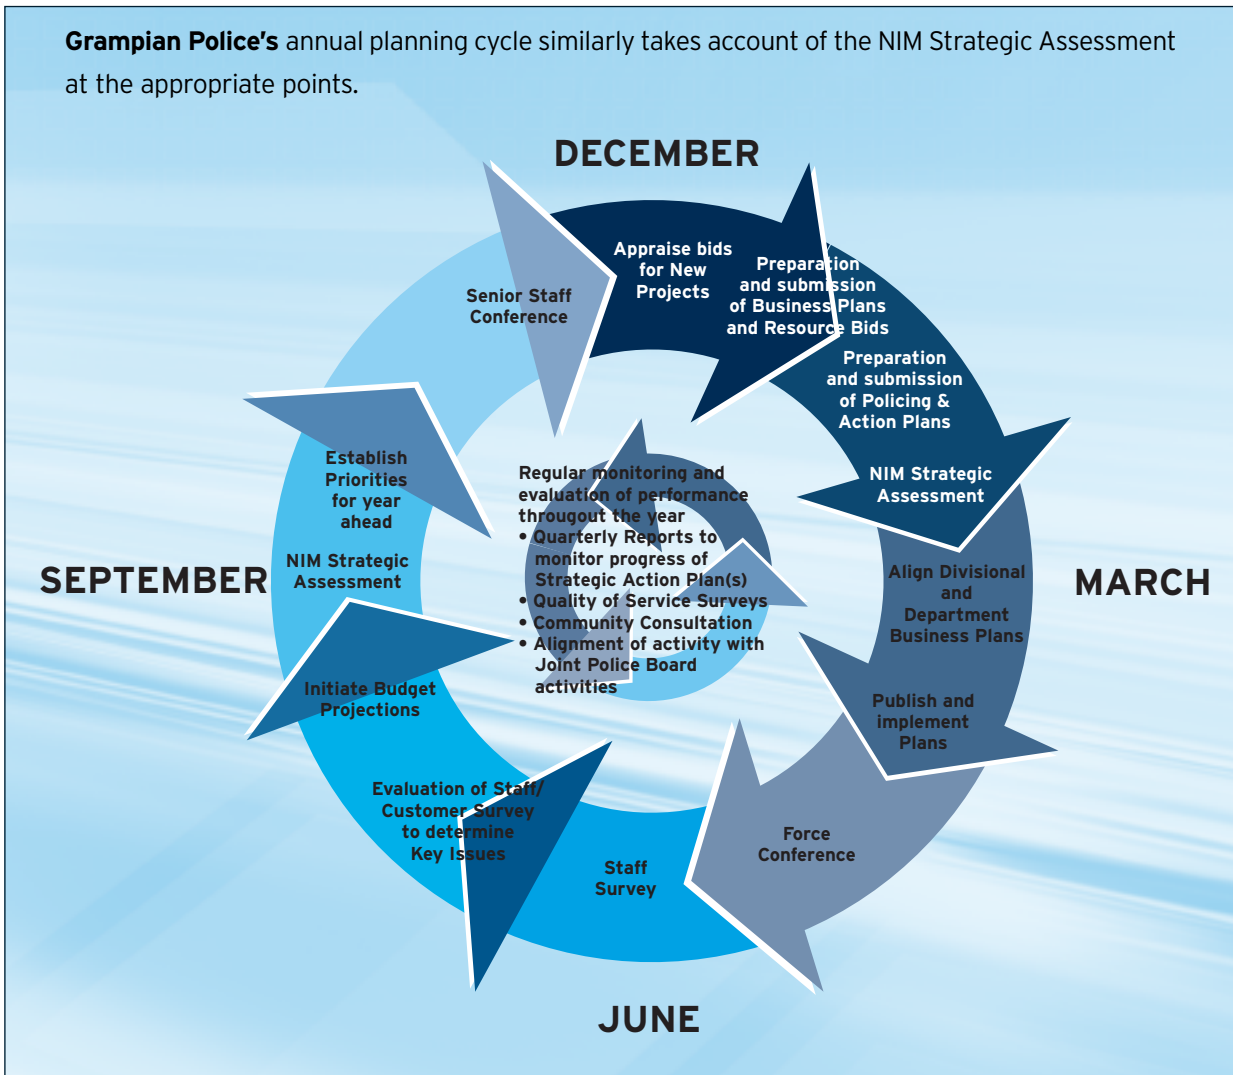 Grampian Police's annual planning cycle similarly takes account of the NIM Strategic Assessment
at the appropriate points.
DECEMBER
Appraise bids
for New
Projects
Preparation
and submission
of Business Plans
and Resource Bids
Preparation
and submission
of Policing &
Action Plans
NIM Strategic
Assessment
MARCH
Align Divisional
and
Department
Business Plans
Publish and
implement
Plans
Force
Conference
JUNE
Staff
Survey
Evaluation of Staff/
Customer Survey
to determine
Key Issues
Initiate Budget
Projections
SEPTEMBER
NIM Strategic
Assessment
Establish
Priorities
for year
ahead
Senior Staff
Conference
Regular monitoring and
evaluation of performance
througout the year
• Quarterly Reports to
monitor progress of
Strategic Action Plan(s)
• Quality of Service Surveys
• Community Consultation
• Alignment of activity with
Joint Police Board
activities